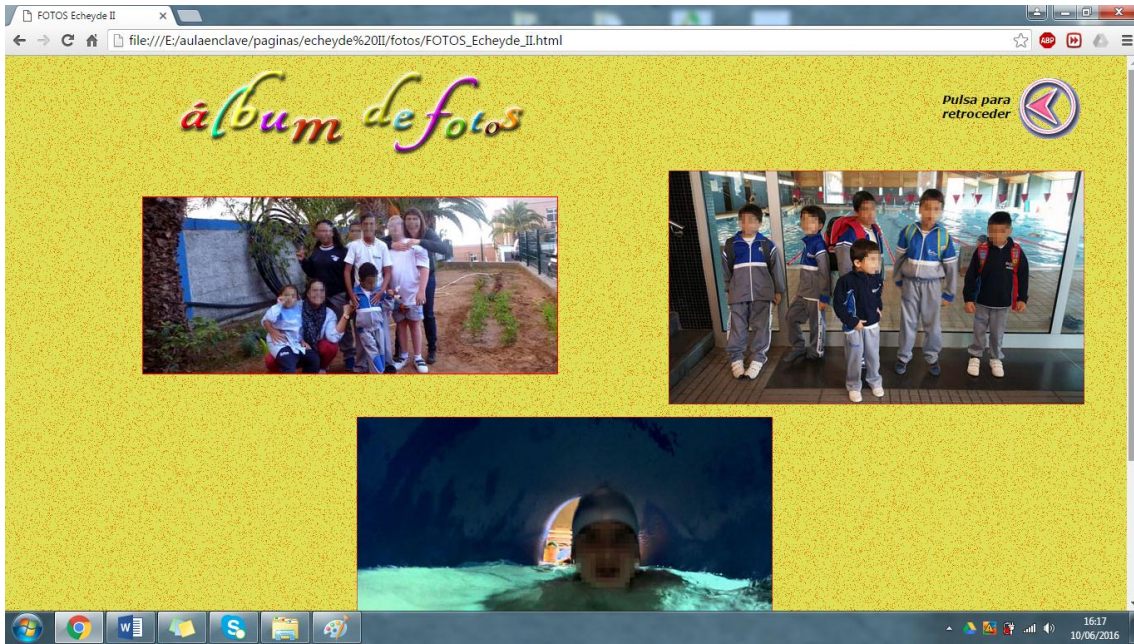 FOTOS Echeyde II
file:///E:/aulaenclave/paginas/echeyde%20II/fotos/FOTOS_Echeyde_II.html
ABP
álbum de fotos
Pulsa para
retroceder
16:17
10/06/2016